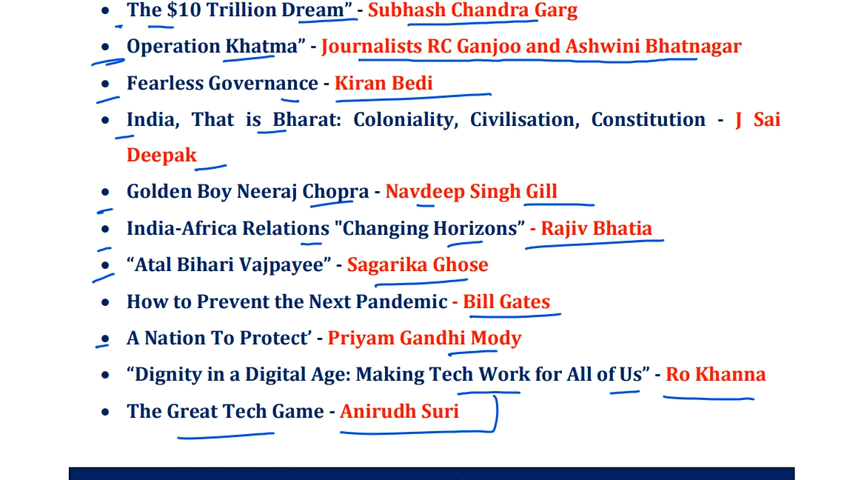 The $10 Trillion Dream” - Subhash Chandra Garg
• Operation Khatma” - Journalists RC Ganjoo and Ashwini Bhatnagar
• Fearless Governance - Kiran Bedi
• India, That is Bharat: Coloniality, Civilisation, Constitution - J Sai
Deepak
• Golden Boy Neeraj Chopra - Navdeep Singh Gill
• India-Africa Relations "Changing Horizons” - Rajiv Bhatia
• “Atal Bihari Vajpayee” - Sagarika Ghose
• How to Prevent the Next Pandemic - Bill Gates
• A Nation To Protect’ - Priyam Gandhi Mody
• “Dignity in a Digital Age: Making Tech Work for All of Us” - Ro Khanna
• The Great Tech Game - Anirudh Suri